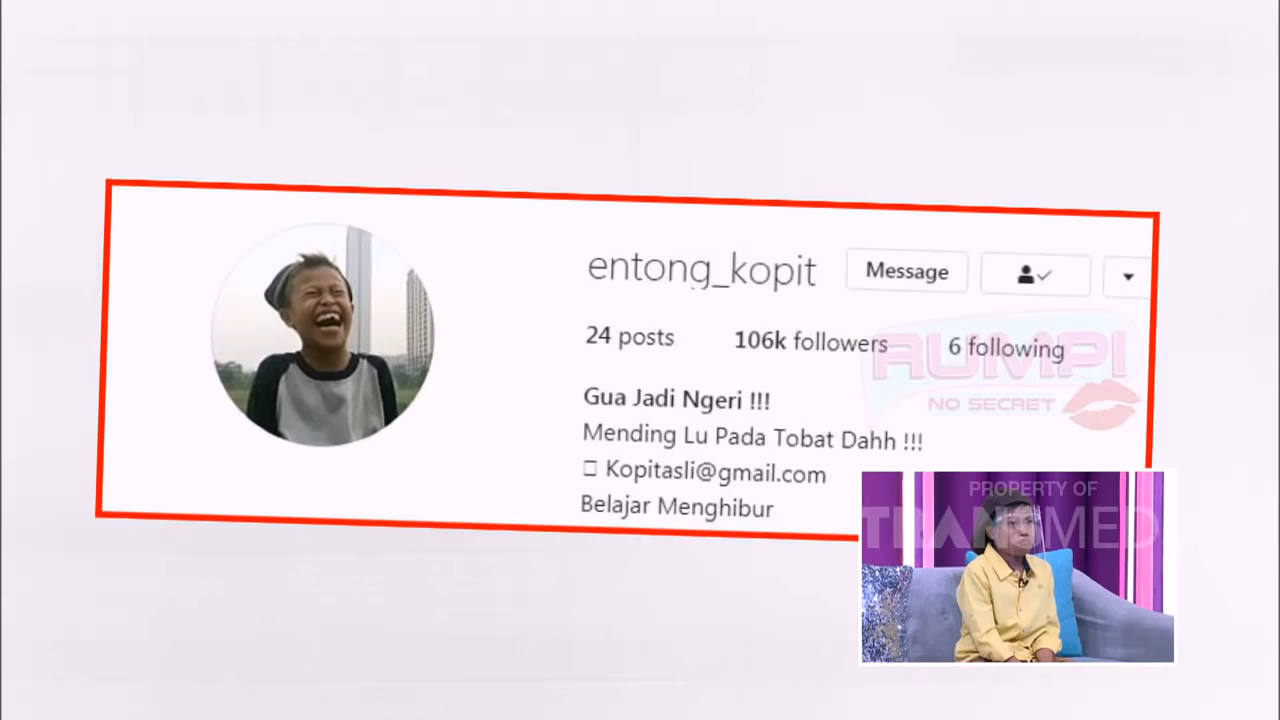 entong_kopit Message
24 posts 106k followers 6 following
RUMPI
NO SECRET
Gua Jadi Ngeri !!!
Mending Lu Pada Tobat Dahh !!!
Kopitasli@gmail.com
Belajar Menghibur
PROPERTY OF
TRANSMED